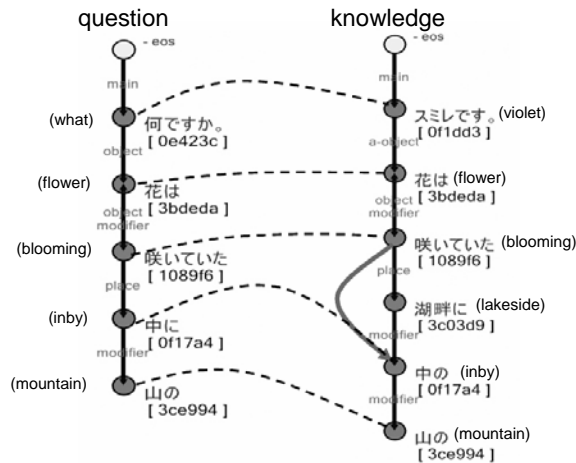 question
- eos
main
(what)
何ですか。
[ 0e423c ]
object
(flower)
花は
[ 3bdeda ]
object
modifier
(blooming)
咲いていた
[ 1089f6 ]
place
(inby)
中に
[ 0f17a4 ]
modifier
(mountain)
山の
[ 3ce994 ]
knowledge
- eos
main
スミレです。 (violet)
[ 0f1dd3 ]
a-object
花は (flower)
[ 3bdeda ]
object
modifier
咲いていた (blooming)
[ 1089f6 ]
place
湖畔に (lakeside)
[ 3c03d9 ]
modifier
中の (inby)
[ 0f17a4 ]
modifier
山の (mountain)
[ 3ce994 ]